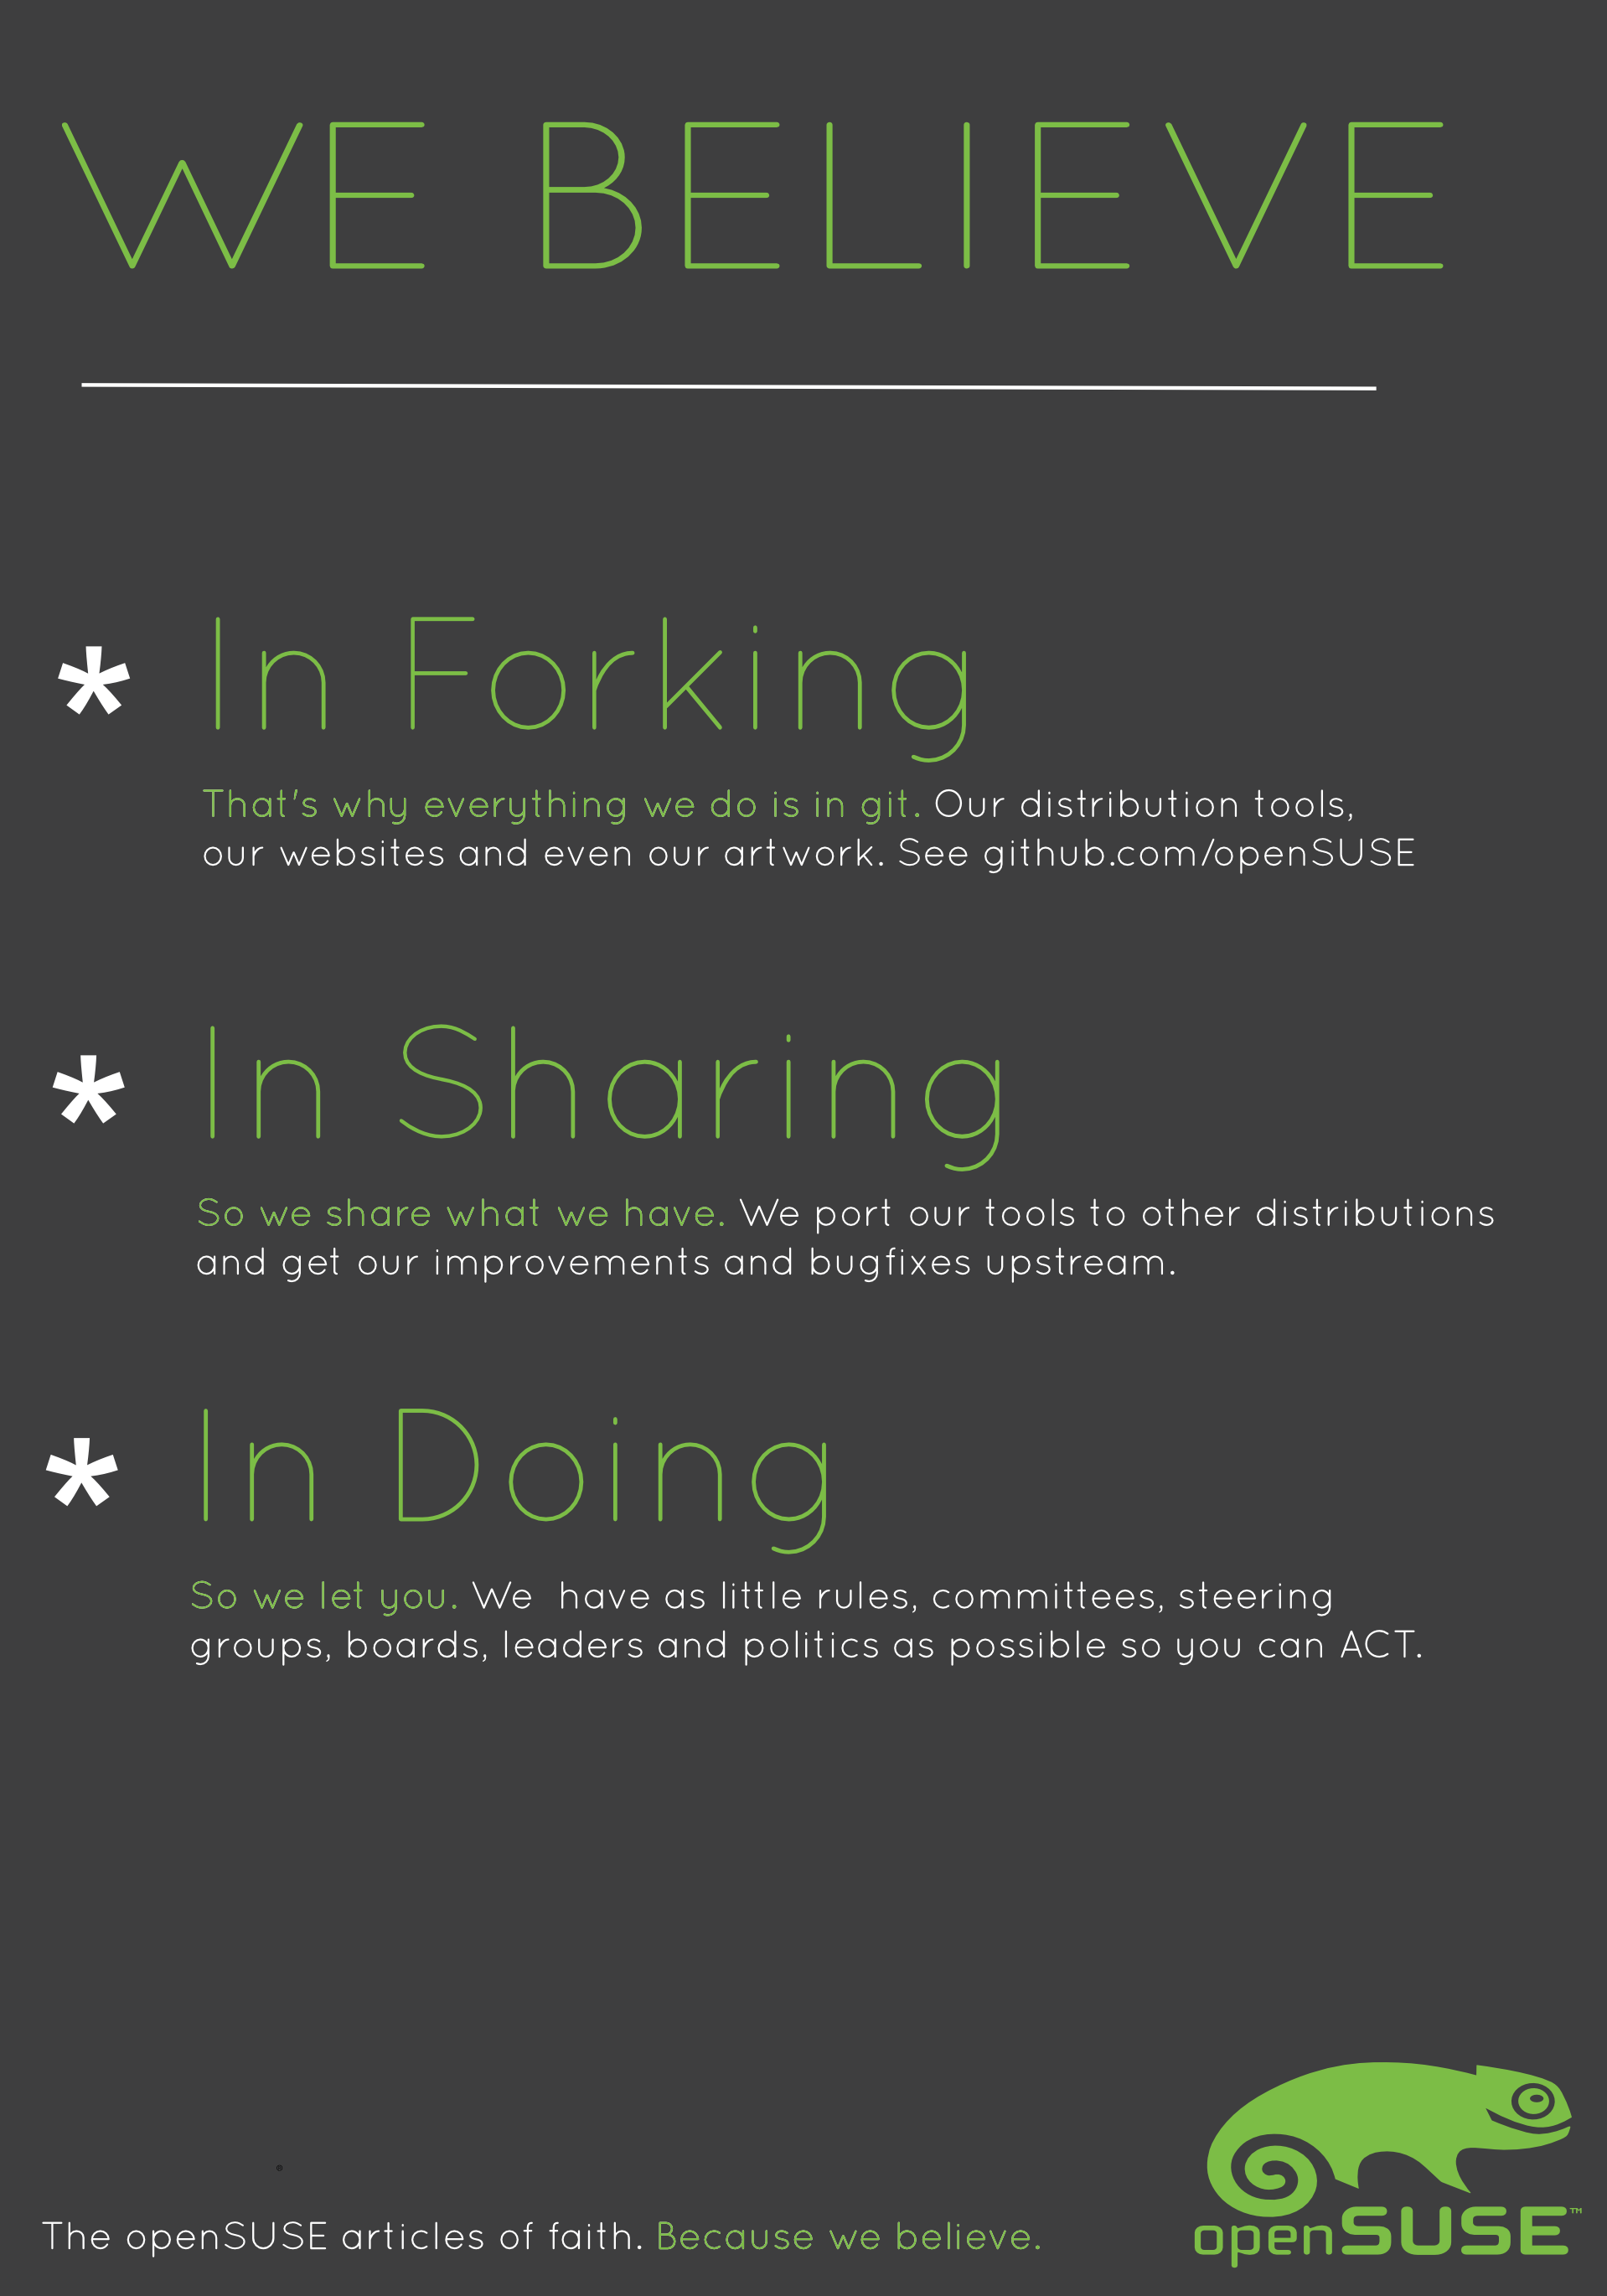 WE BELIEVE
* In Forking
That's why everything we do is in git. Our distribution tools,
our websites and even our artwork. See github.com/openSUSE
* In Sharing
So we share what we have. We port our tools to other distributions
and get our improvements and bugfixes upstream.
* In Doing
So we let you. We have as little rules, committees, steering
groups, boards, leaders and politics as possible so you can ACT.
The openSUSE articles of faith. Because we believe.
openSUSE™